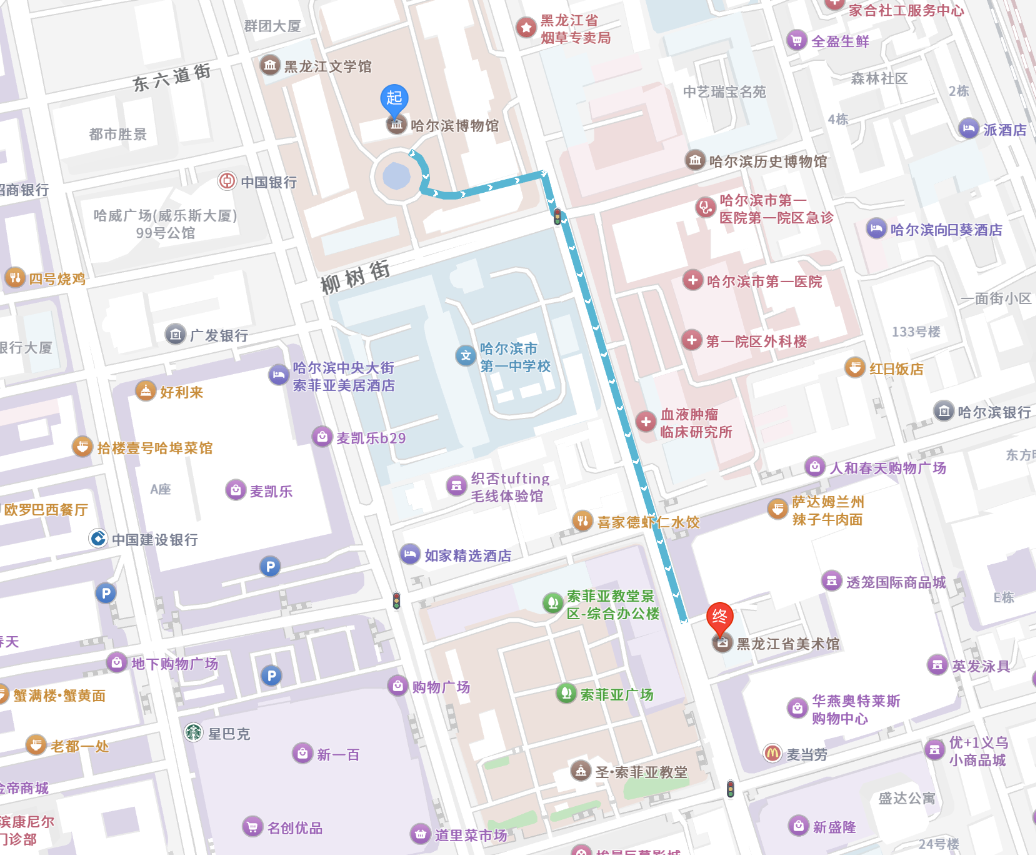 家合社工服务中心
群团大厦
黑龙江省
烟草专卖局
全盈生鲜
东六道街
黑龙江文学馆
森林社区
中艺瑞宝名苑
2栋
起
哈尔滨博物馆
4栋
派酒店
都市胜景
哈尔滨历史博物馆
招商银行
中国银行
哈尔滨市第一
医院第一院区急诊
哈威广场(威乐斯大厦)
99号公馆
哈尔滨向日葵酒店
柳树街
四号烧鸡
哈尔滨市第一医院
一面街小区
广发银行
133号楼
银行大厦
哈尔滨市
第一中学校
第一院区外科楼
哈尔滨中央大街
索菲亚美居酒店
红日饭店
好利来
哈尔滨银行
血液肿瘤
临床研究所
麦凯乐b29
拾楼壹号哈埠菜馆
东方明
人和春天购物广场
织否tufting
毛线体验馆
A座
麦凯乐
欧罗巴西餐厅
萨达姆兰州
辣子牛肉面
喜家德虾仁水饺
中国建设银行
如家精选酒店
P
透笼国际商品城
P
索菲亚教堂景
区-综合办公楼
E栋
终
春天
黑龙江省美术馆
地下购物广场
英发泳具
P
购物广场
蟹满楼·蟹黄面
索菲亚广场
华燕奥特莱斯
购物中心
星巴克
老都一处
新一百
麦当劳
优+1义乌
小商品城
圣·索菲亚教堂
金帝商城
盛达公寓
滨康尼尔
门诊部
名创优品
道里菜市场
新盛隆
24号楼